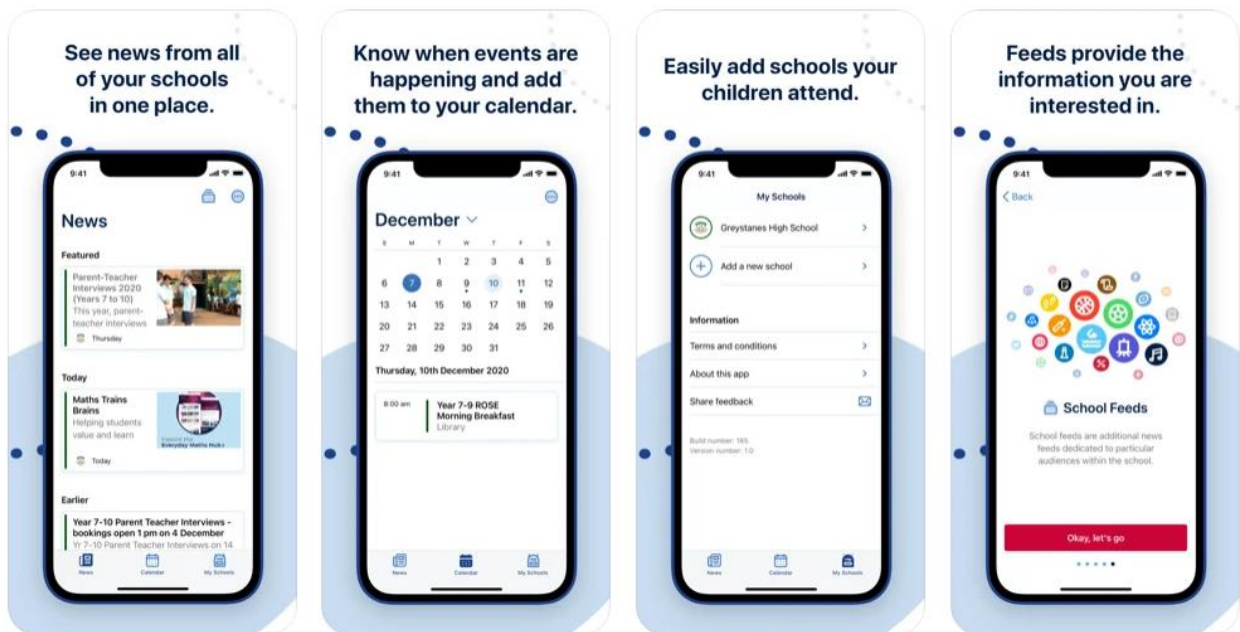 See news from all
of your schools
in one place.
9:41
News
Featured
Parent-Teacher
Interviews 2020
(Years 7 to 10)
This year, parent-
teacher interviews
Thursday
Today
Maths Trains
Brains
Helping students
value and learn
Everyday Maths Hub
Today
Earlier
Year 7-10 Parent Teacher Interviews -
bookings open 1 pm on 4 December
Yr 7-10 Parent Teacher Interviews on 14
News Calendar My Schools
Know when events are
happening and add
them to your calendar.
9:41
December
S M T W T F S
1 2 3 4 5
6 7 8 9 10 11 12
13 14 15 16 17 18 19
20 21 22 23 24 25 26
27 28 29 30 31
Thursday, 10th December 2020
8:00 am
Year 7-9 ROSE
Morning Breakfast
Library
News Calendar My Schools
Easily add schools your
children attend.
9:41
My Schools
Greystanes High School
Add a new school
Information
Terms and conditions
About this app
Share feedback
Build number: 185
Version number: 1.0
News Calendar My Schools
Feeds provide the
information you are
interested in.
9:41
Back
School Feeds
School feeds are additional news
feeds dedicated to particular
audiences within the school.
Okay, let's go